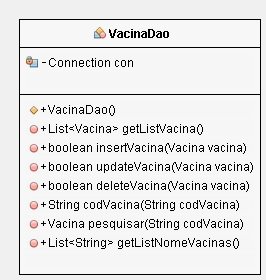 VacinaDao
- Connection con
+ VacinaDao()
+ List<Vacina> getListVacina()
+ boolean insertVacina(Vacina vacina)
+ boolean updateVacina(Vacina vacina)
+ boolean deleteVacina(Vacina vacina)
+ String codVacina(String codVacina)
+ Vacina pesquisar(String codVacina)
+ List<String> getListNomeVacinas()